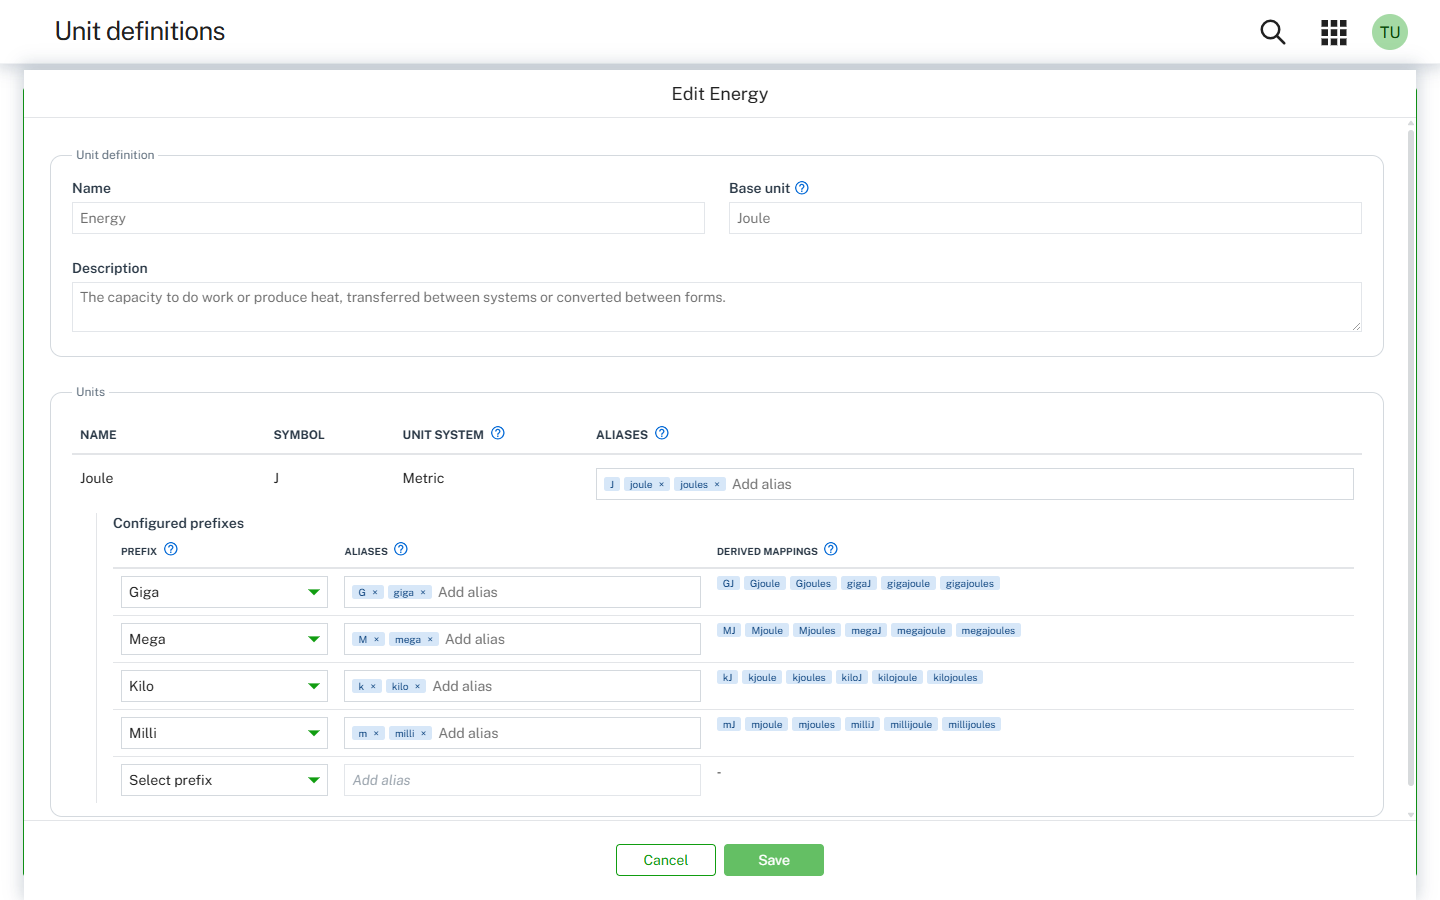 Unit definitions
TU
Edit Energy
Unit definition
Name
Base unit ?
Energy
Joule
Description
The capacity to do work or produce heat, transferred between systems or converted between forms.
Units
NAME SYMBOL UNIT SYSTEM ? ALIASES ?
Joule J Metric J joule × joules × Add alias
Configured prefixes
PREFIX ? ALIASES ? DERIVED MAPPINGS ?
Giga G × giga × Add alias GJ Gjoule Gjoules gigaJ gigajoule gigajoules
Mega M × mega × Add alias MJ Mjoule Mjoules megaJ megajoule megajoules
Kilo k × kilo × Add alias kJ kjoule kjoules kiloJ kilojoule kilojoules
Milli m × milli × Add alias mJ mjoule mjoules milliJ millijoule millijoules
Select prefix Add alias -
Cancel Save